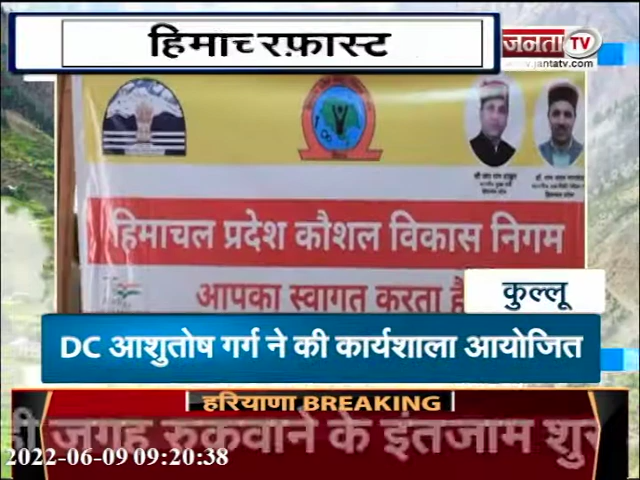 हिमाचरफ़ास्ट
जनता TV
www.jantatv.com
हिमाचल प्रदेश कौशल विकास निगम
आपका स्वागत करता है
कुल्लू
DC आशुतोष गर्ग ने की कार्यशाला आयोजित
हरियाणा BREAKING
ही जगह रुकवाने के इंतजाम शुरू
2022-06-09 09:20:38